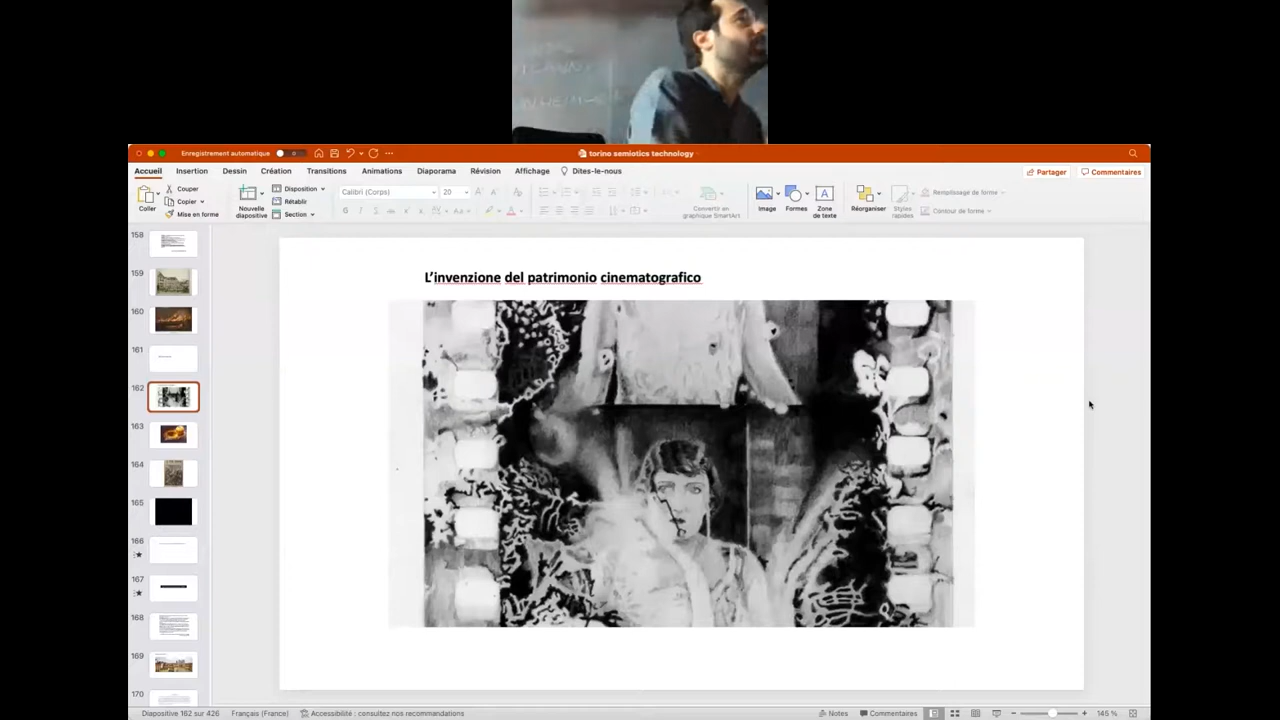 Enregistrement automatique
torino semiotics technology
Accueil Insertion Dessin Création Transitions Animations Diaporama Révision Affichage Dites-le-nous
Partager Commentaires
Coller
Couper
Copier
Mise en forme
Nouvelle diapositive
Disposition
Rétablir
Section
Calibri (Corps) 20
Convertir en graphique SmartArt
Image
Formes
Zone de texte
Réorganiser
Styles rapides
Remplissage de forme
Contour de forme
158
159
160
161
162
163
164
165
166
167
168
169
170
L'invenzione del patrimonio cinematografico
Diapositive 162 sur 426 Français (France) Accessibilité : consultez nos recommandations Notes Commentaires 145 %